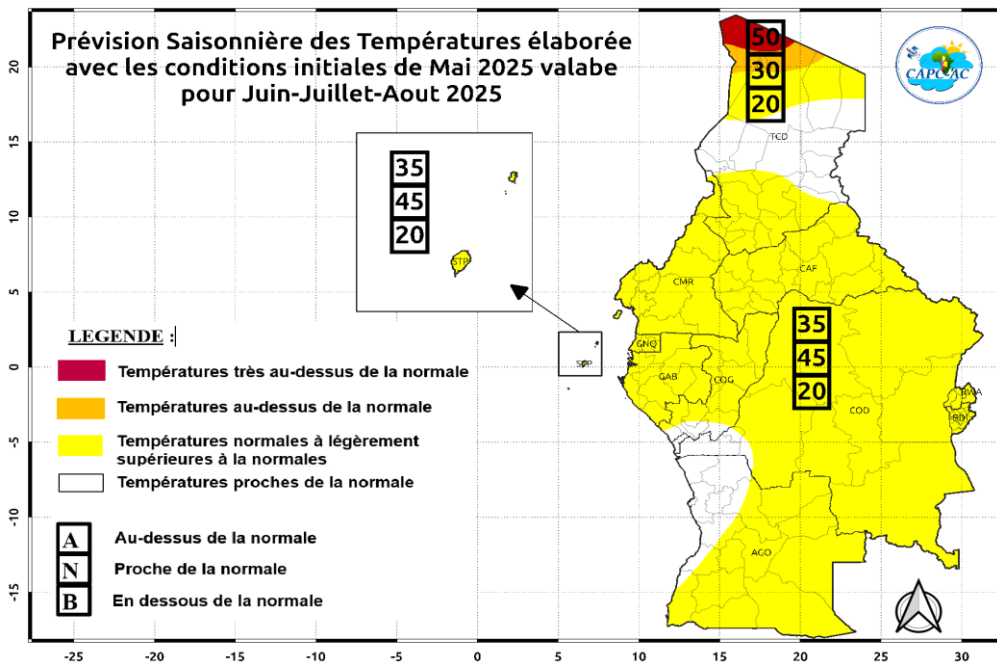 Prévision Saisonnière des Températures élaborée
avec les conditions initiales de Mai 2025 valabe
pour Juin-Juillet-Aout 2025
CAPC-AC
50
30
20
TCD
35
45
20
STP
CMR
CAF
35
45
20
GNQ
STP
GAB
COG
COD
RWA
BDI
AGO
LEGENDE :
Températures très au-dessus de la normale
Températures au-dessus de la normale
Températures normales à légèrement
supérieures à la normales
Températures proches de la normale
A Au-dessus de la normale
N Proche de la normale
B En dessous de la normale
20
15
10
5
0
-5
-10
-15
-25 -20 -15 -10 -5 0 5 10 15 20 25 30